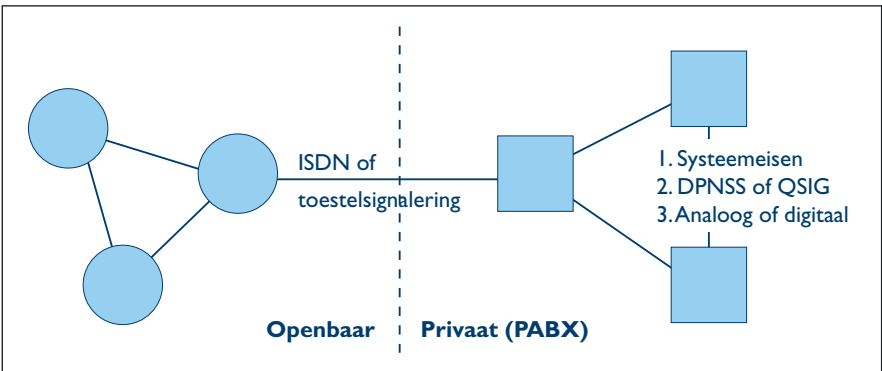 ISDN of
toestelsignalering
1. Systeemeisen
2. DPNSS of QSIG
3. Analoog of digitaal
Openbaar
Privaat (PABX)